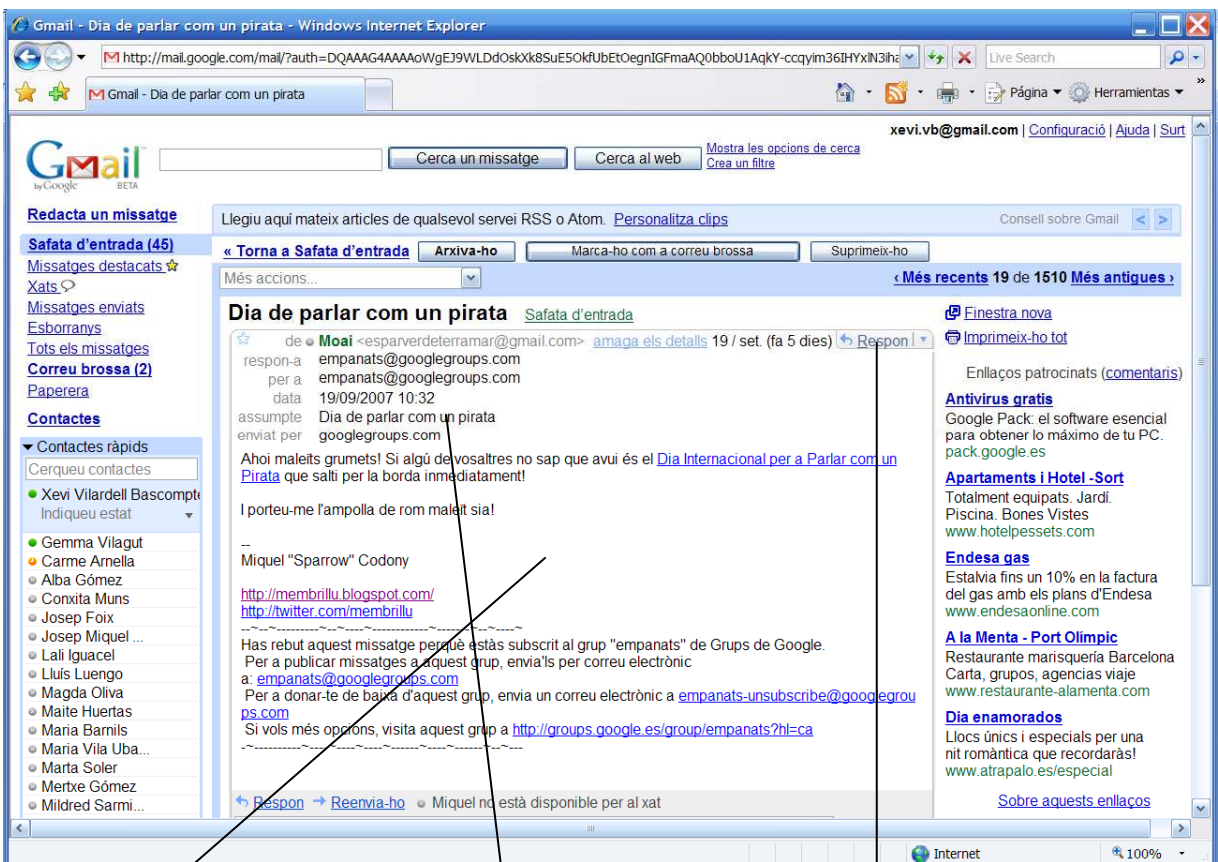 Gmail - Dia de parlar com un pirata - Windows Internet Explorer
http://mail.google.com/mail/?auth=
Live Search
Gmail - Dia de parlar com un pirata
Página
Herramientas
xevi.vb@gmail.com | Configuració | Ajuda | Surt
Gmail
by Google BETA
Cerca un missatge
Cerca al web
Mostra les opcions de cerca
Crea un filtre
Redacta un missatge
Llegiu aquí mateix articles de qualsevol servei RSS o Atom. Personalitza clips
Consell sobre Gmail < >
Safata d'entrada (45)
Missatges destacats
Xats
Missatges enviats
Esborranys
Tots els missatges
Correu brossa (2)
Paperera
Contactes
Contactes ràpids
Cerqueu contactes
Xevi Vilardell Bascompte
Indiqueu estat
Gemma Vilagut
Carme Arnella
Alba Gómez
Conxita Muns
Josep Foix
Josep Miquel ...
Lali Iguacel
Lluís Luengo
Magda Oliva
Maite Huertas
Maria Barnils
Maria Vila Uba...
Marta Soler
Mertxe Gómez
Mildred Sarmi...
« Torna a Safata d'entrada
Arxiva-ho
Marca-ho com a correu brossa
Suprimeix-ho
Més accions...
‹ Més recents 19 de 1510 Més antigues ›
Dia de parlar com un pirata Safata d'entrada
de Moai <esparverdeterramar@gmail.com> amaga els detalls 19 / set. (fa 5 dies) Respon
respon-a empanats@googlegroups.com
per a empanats@googlegroups.com
data 19/09/2007 10:32
assumpte Dia de parlar com un pirata
enviat per googlegroups.com
Ahoi maleïts grumets! Si algú de vosaltres no sap que avui és el Dia Internacional per a Parlar com un
Pirata que salti per la borda inmediatament!
I porteu-me l'ampolla de rom maleït sia!
--
Miquel "Sparrow" Codony
http://membrillu.blogspot.com/
http://twitter.com/membrillu
--~--~---------~--~----~------------~-------~--~----~
Has rebut aquest missatge perquè estàs subscrit al grup "empanats" de Grups de Google.
Per a publicar missatges a aquest grup, envia'ls per correu electrònic
a: empanats@googlegroups.com
Per a donar-te de baixa d'aquest grup, envia un correu electrònic a empanats-unsubscribe@googlegrou
ps.com
Si vols més opcions, visita aquest grup a http://groups.google.es/group/empanats?hl=ca
-~----------~----~----~----~------~----~------~--~---
Respon Reenvia-ho Miquel no està disponible per al xat
Finestra nova
Imprimeix-ho tot
Enllaços patrocinats (comentaris)
Antivirus gratis
Google Pack: el software esencial
para obtener lo máximo de tu PC.
pack.google.es
Apartaments i Hotel -Sort
Totalment equipats. Jardí.
Piscina. Bones Vistes
www.hotelpessets.com
Endesa gas
Estalvia fins un 10% en la factura
del gas amb els plans d'Endesa
www.endesaonline.com
A la Menta - Port Olimpic
Restaurante marisquería Barcelona
Carta, grupos, agencias viaje
www.restaurante-alamenta.com
Dia enamorados
Llocs únics i especials per una
nit romàntica que recordaràs!
www.atrapalo.es/especial
Sobre aquests enllaços
Internet
100%